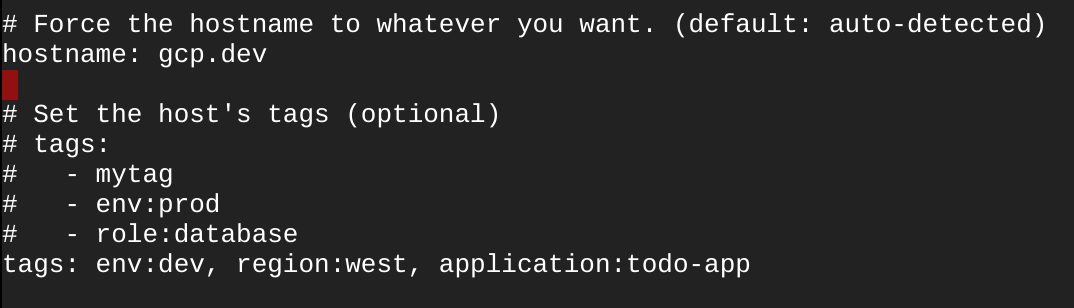 # Force the hostname to whatever you want. (default: auto-detected)
hostname: gcp.dev
# Set the host's tags (optional)
# tags:
#   - mytag
#   - env:prod
#   - role:database
tags: env:dev, region:west, application:todo-app